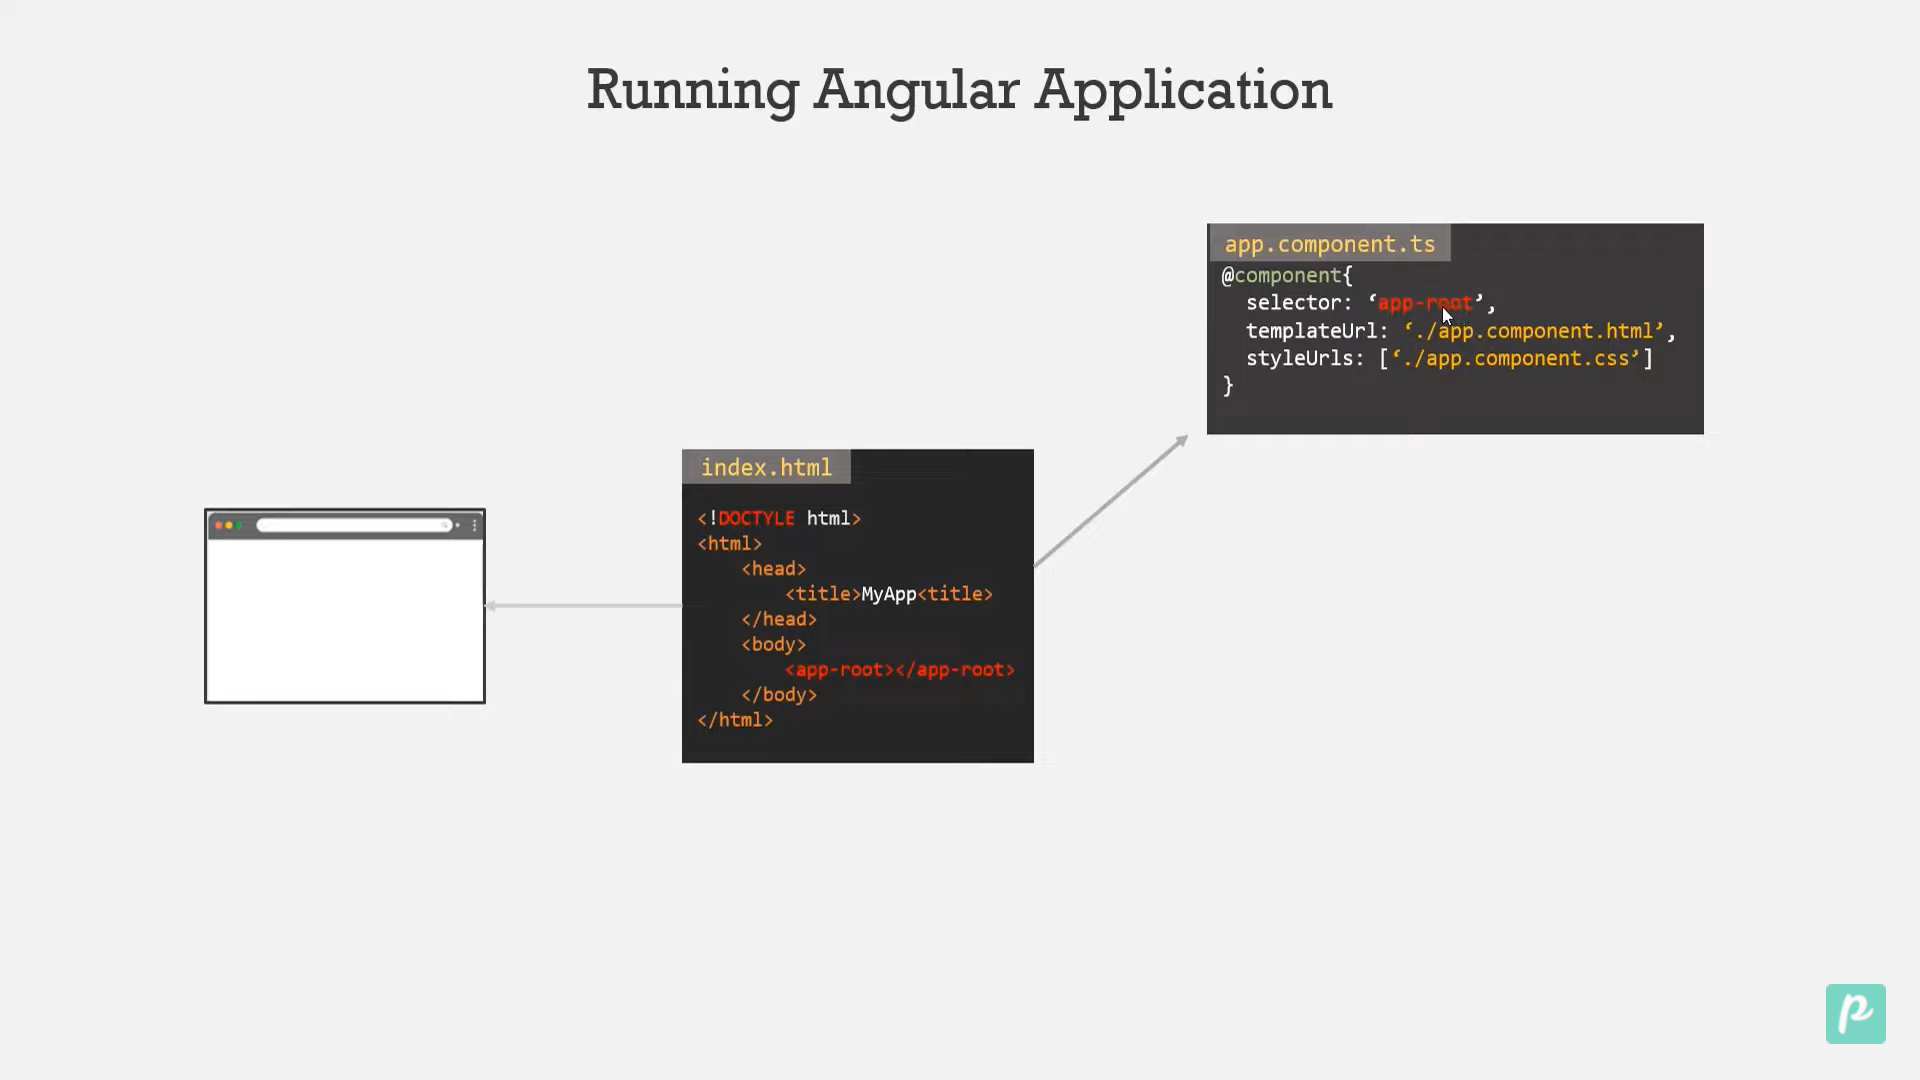 Running Angular Application
app.component.ts
@component{
selector: ‘app-root’,
templateUrl: ‘./app.component.html’,
styleUrls: [‘./app.component.css’]
}
index.html
<!DOCTYLE html>
<html>
<head>
<title>MyApp<title>
</head>
<body>
<app-root></app-root>
</body>
</html>
p